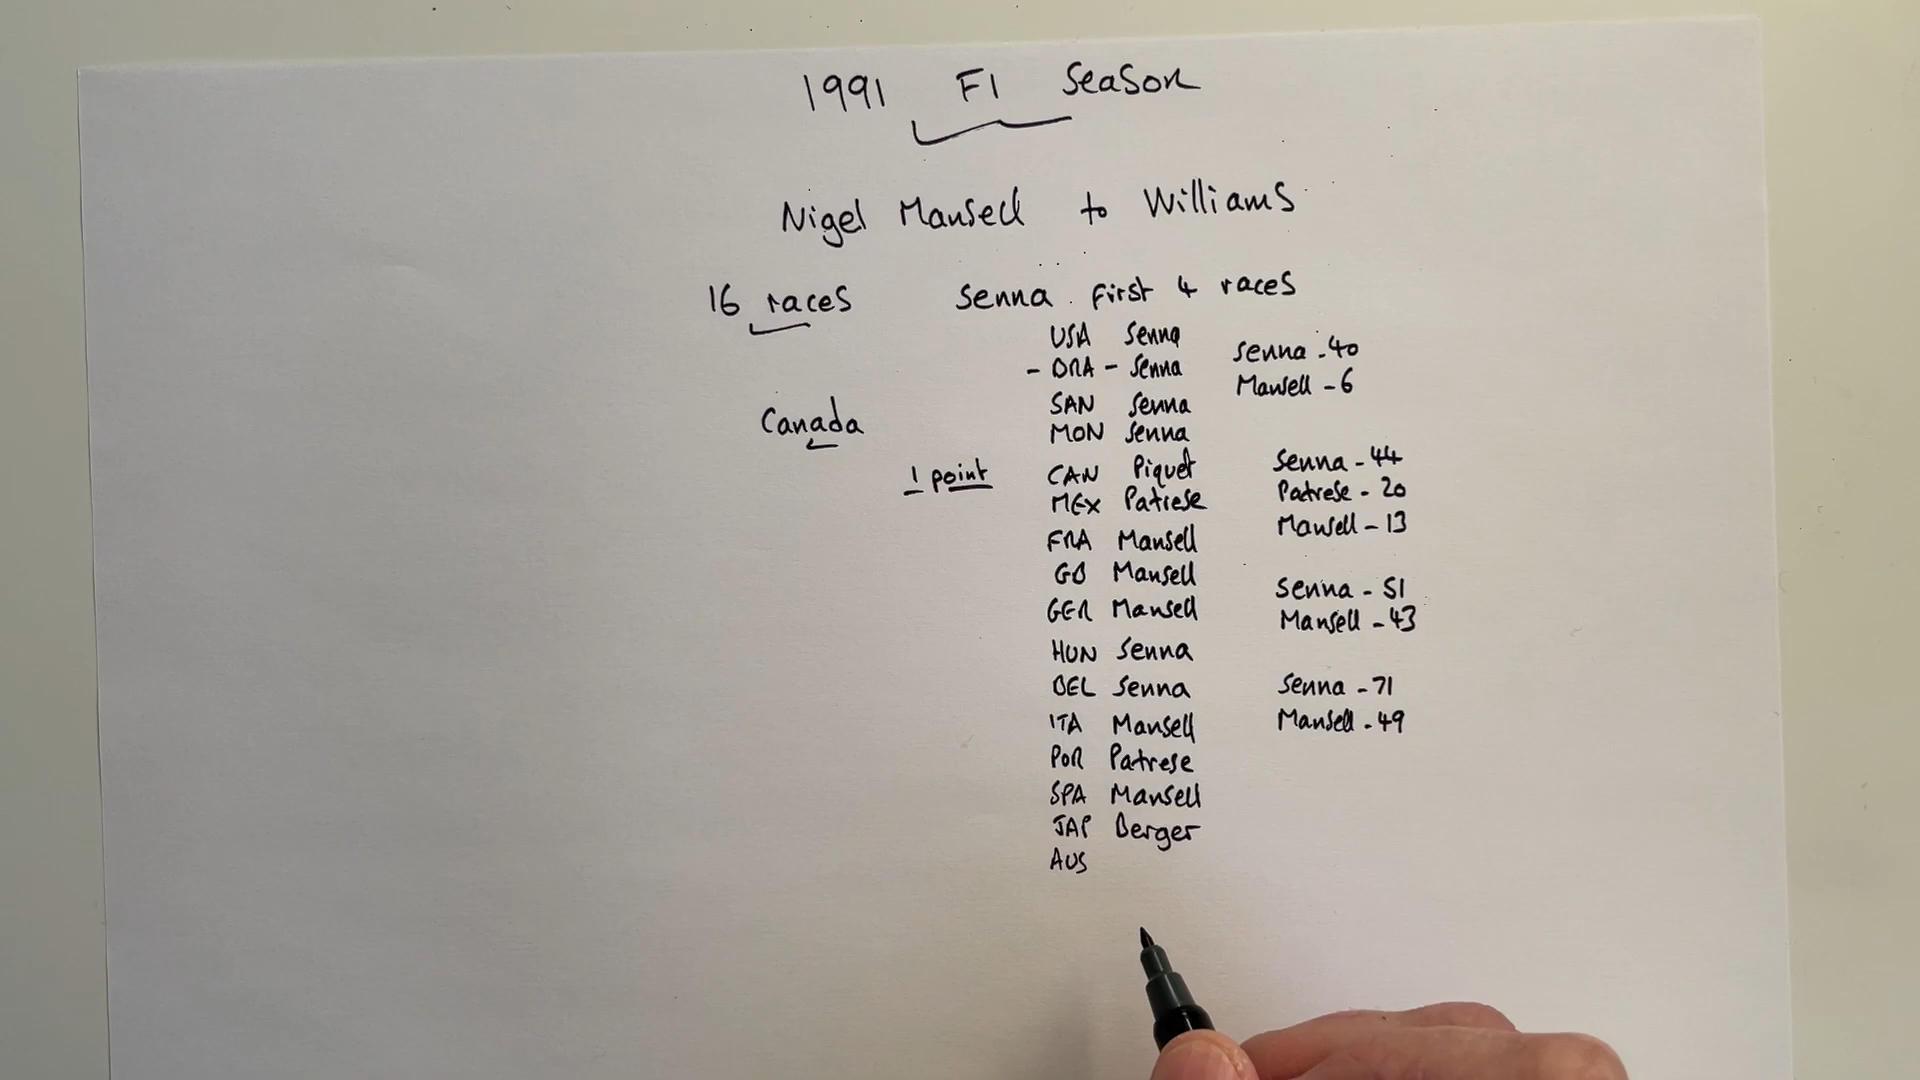 1991 F1 Season
Nigel Mansell to Williams
16 races Senna first 4 races
USA Senna
- BRA - Senna
Senna - 40
Mansell - 6
SAN Senna
MON Senna
Canada
1 point
CAN Piquet
MEX Patrese
Senna - 44
Patrese - 20
Mansell - 13
FRA Mansell
GB Mansell
GER Mansell
Senna - 51
Mansell - 43
HUN Senna
BEL Senna
ITA Mansell
Senna - 71
Mansell - 49
POR Patrese
SPA Mansell
JAP Berger
AUS